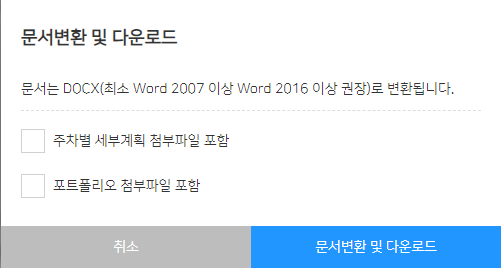 문서변환 및 다운로드
문서는 DOCX(최소 Word 2007 이상 Word 2016 이상 권장)로 변환됩니다.
주차별 세부계획 첨부파일 포함
포트폴리오 첨부파일 포함
취소
문서변환 및 다운로드